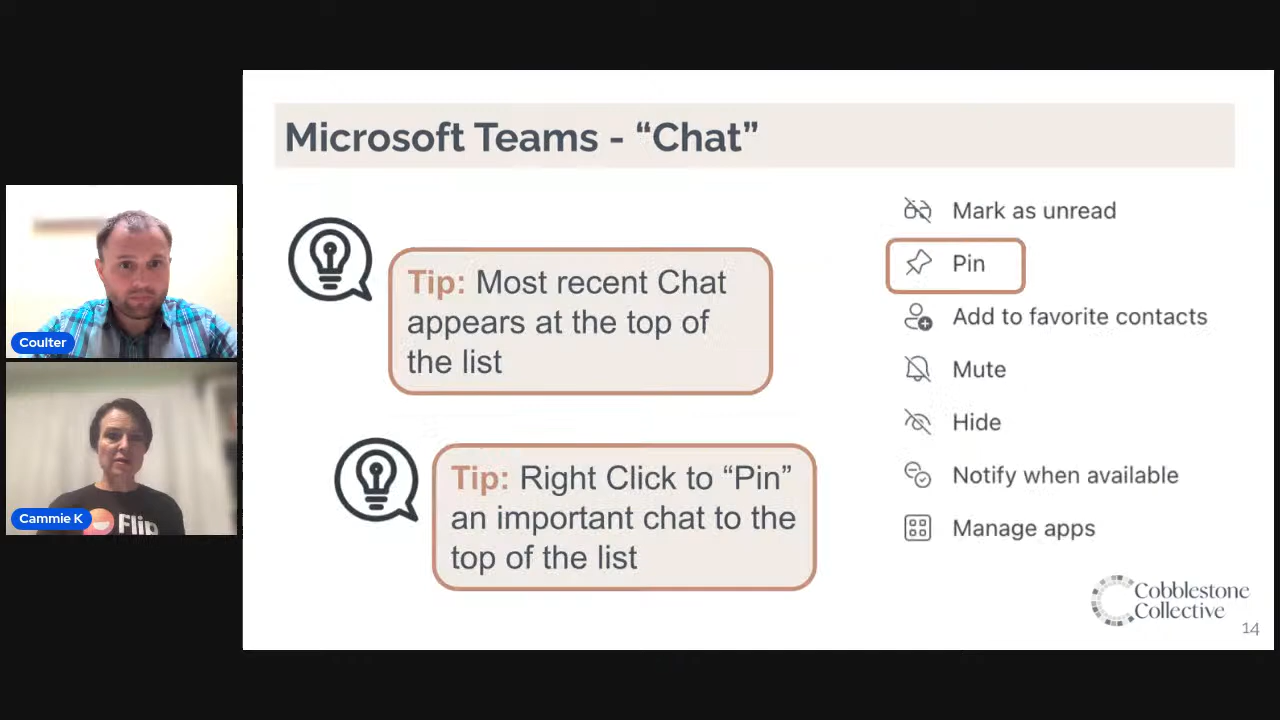 Microsoft Teams - “Chat”
Tip: Most recent Chat
appears at the top of
the list
Tip: Right Click to “Pin”
an important chat to the
top of the list
Mark as unread
Pin
Add to favorite contacts
Mute
Hide
Notify when available
Manage apps
Cobblestone
Collective
14
Coulter
Cammie K
Flip